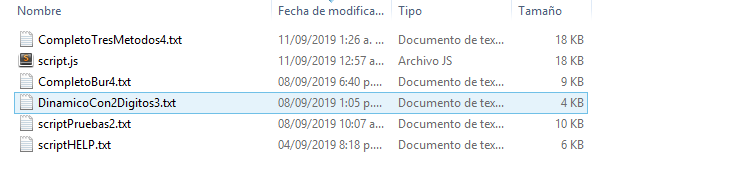 Nombre Fecha de modifica... Tipo Tamaño
CompletoTresMetodos4.txt 11/09/2019 1:26 a. ... Documento de tex... 18 KB
script.js 11/09/2019 12:57 a... Archivo JS 18 KB
CompletoBur4.txt 08/09/2019 6:40 p.... Documento de tex... 9 KB
DinamicoCon2Digitos3.txt 08/09/2019 1:05 p.... Documento de tex... 4 KB
scriptPruebas2.txt 08/09/2019 10:07 a... Documento de tex... 10 KB
scriptHELP.txt 04/09/2019 8:18 p.... Documento de tex... 6 KB